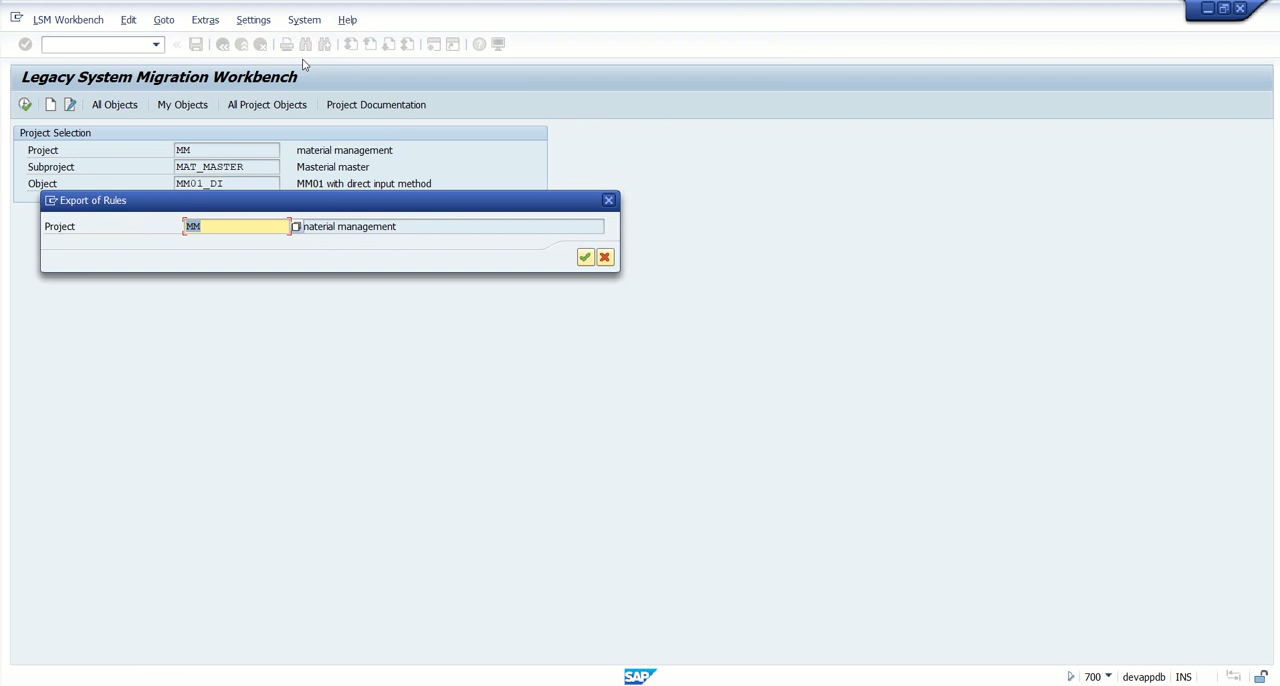 LSM Workbench Edit Goto Extras Settings System Help
Legacy System Migration Workbench
All Objects My Objects All Project Objects Project Documentation
Project Selection
Project MM material management
Subproject MAT_MASTER Masterial master
Object MM01_DI MM01 with direct input method
Export of Rules
Project MM naterial management
SAP 700 devappdb INS